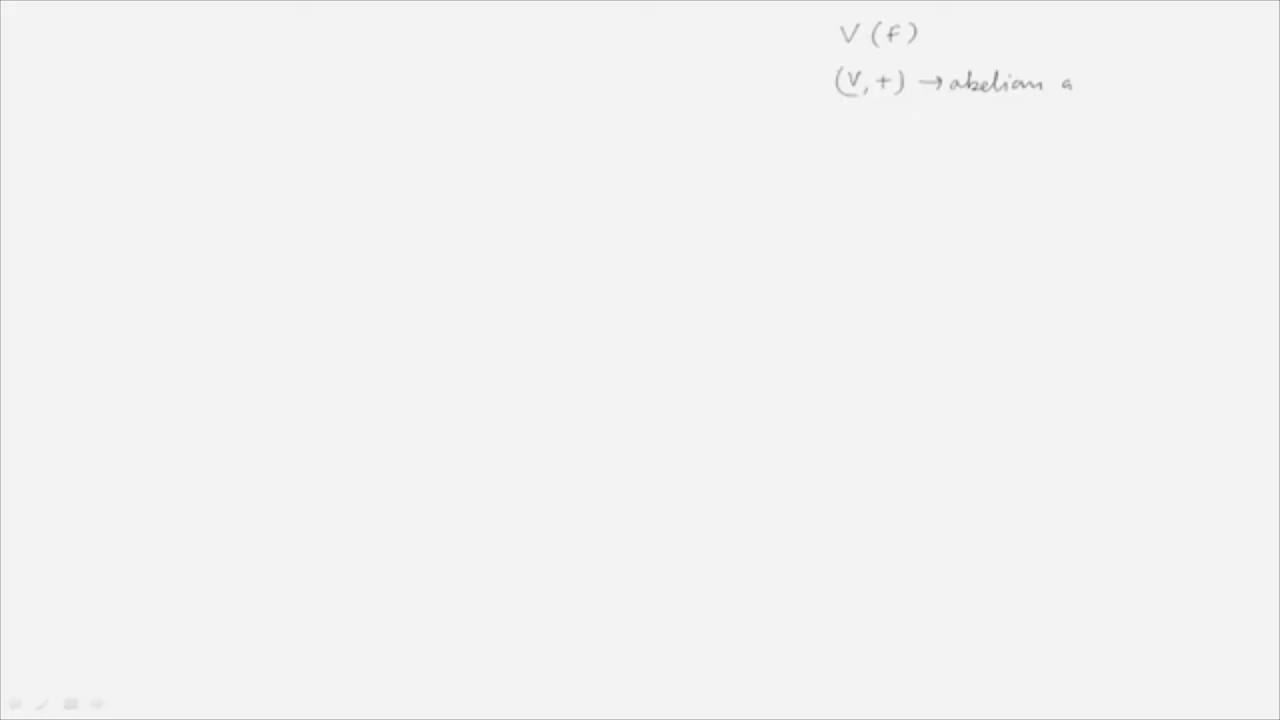 V (F)
(V, +) → abelian